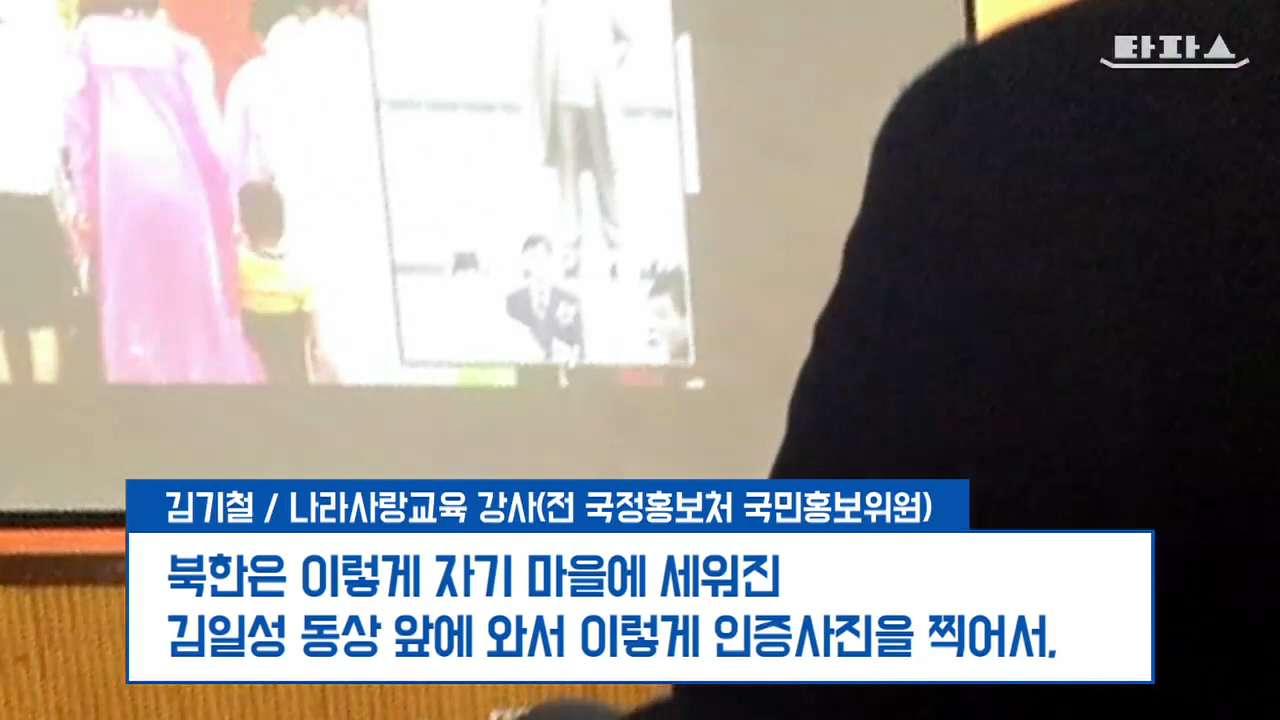 타파스
김기철 / 나라사랑교육 강사(전 국정홍보처 국민홍보위원)
북한은 이렇게 자기 마을에 세워진
김일성 동상 앞에 와서 이렇게 인증사진을 찍어서.